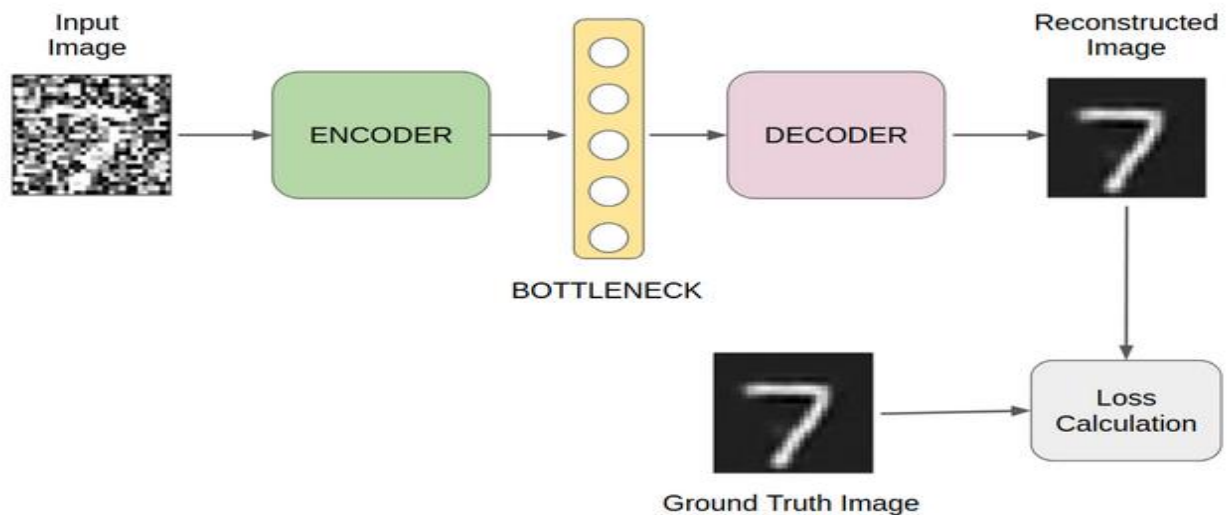 Input
Image
ENCODER
BOTTLENECK
DECODER
Reconstructed
Image
Loss
Calculation
Ground Truth Image